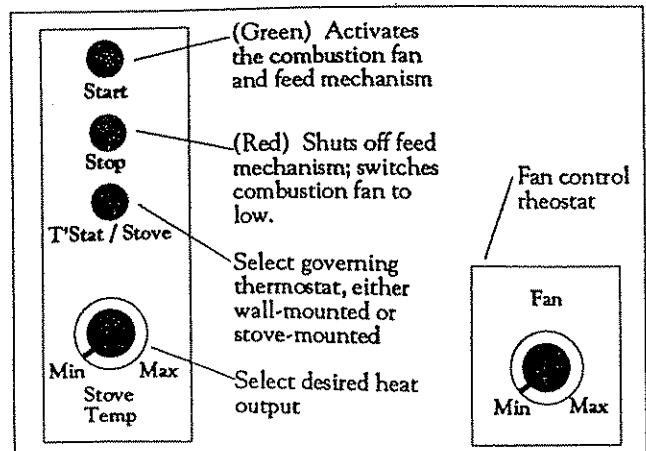 (Green) Activates
the combustion fan
and feed mechanism
Start
(Red) Shuts off feed
mechanism; switches
combustion fan to
low.
Stop
T'Stat / Stove
Select governing
thermostat, either
wall-mounted or
stove-mounted
Min Max
Stove
Temp
Select desired heat
output
Fan control
rheostat
Fan
Min Max